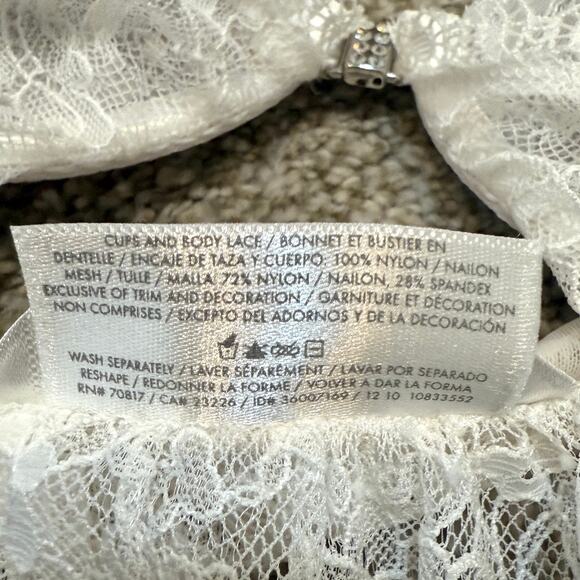 CUPS AND BODY LACE / BONNET ET BUSTIER EN
DENTELLE / ENCAJE DE TAZA Y CUERPO, 100% NYLON / NAILON
MESH / TULLE / MALLA 72% NYLON / NAILON, 28% SPANDEX
EXCLUSIVE OF TRIM AND DECORATION / GARNITURE ET DÉCORATION
NON COMPRISES / EXCEPTO DEL ADORNOS Y DE LA DECORACIÓN
WASH SEPARATELY / LAVER SÉPARÉMENT / LAVAR POR SEPARADO
RESHAPE / REDONNER LA FORME / VOLVER A DAR LA FORMA
RN# 70817 / CA# 23226 / ID# 36007169 / 12 10 10833552